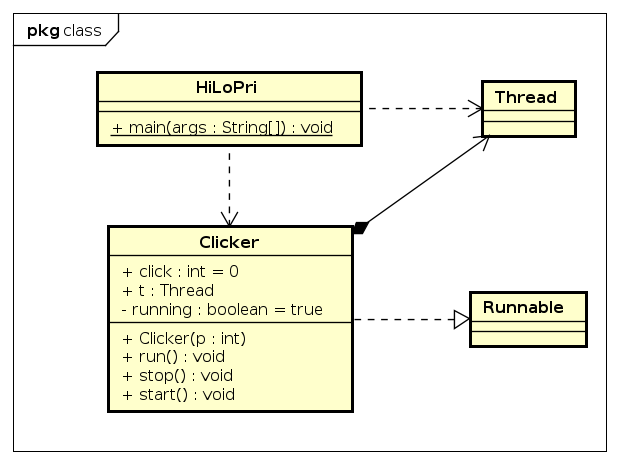 pkg class
HiLoPri
+ main(args : String[]) : void
Thread
Clicker
+ click : int = 0
+ t : Thread
- running : boolean = true
+ Clicker(p : int)
+ run() : void
+ stop() : void
+ start() : void
Runnable